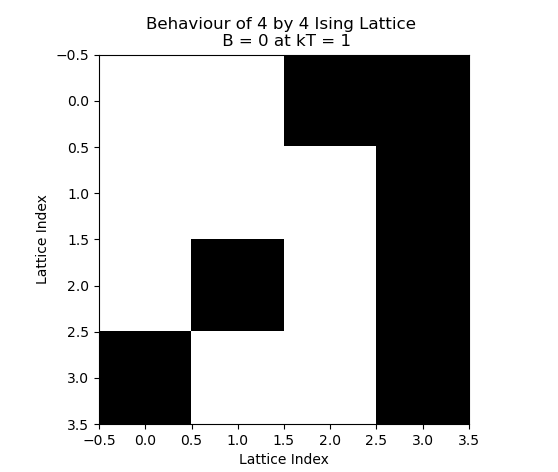 Behaviour of 4 by 4 Ising Lattice
B = 0 at kT = 1
−0.5
0.0
0.5
1.0
1.5
2.0
2.5
3.0
3.5
Lattice Index
−0.5 0.0 0.5 1.0 1.5 2.0 2.5 3.0 3.5
Lattice Index